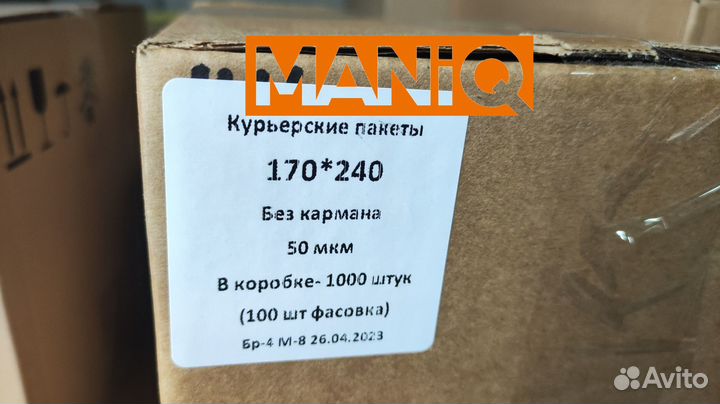 MANiQ
Курьерские пакеты
170*240
Без кармана
50 мкм
В коробке- 1000 штук
(100 шт фасовка)
Бр-4 М-8 26.04.2023
Avito